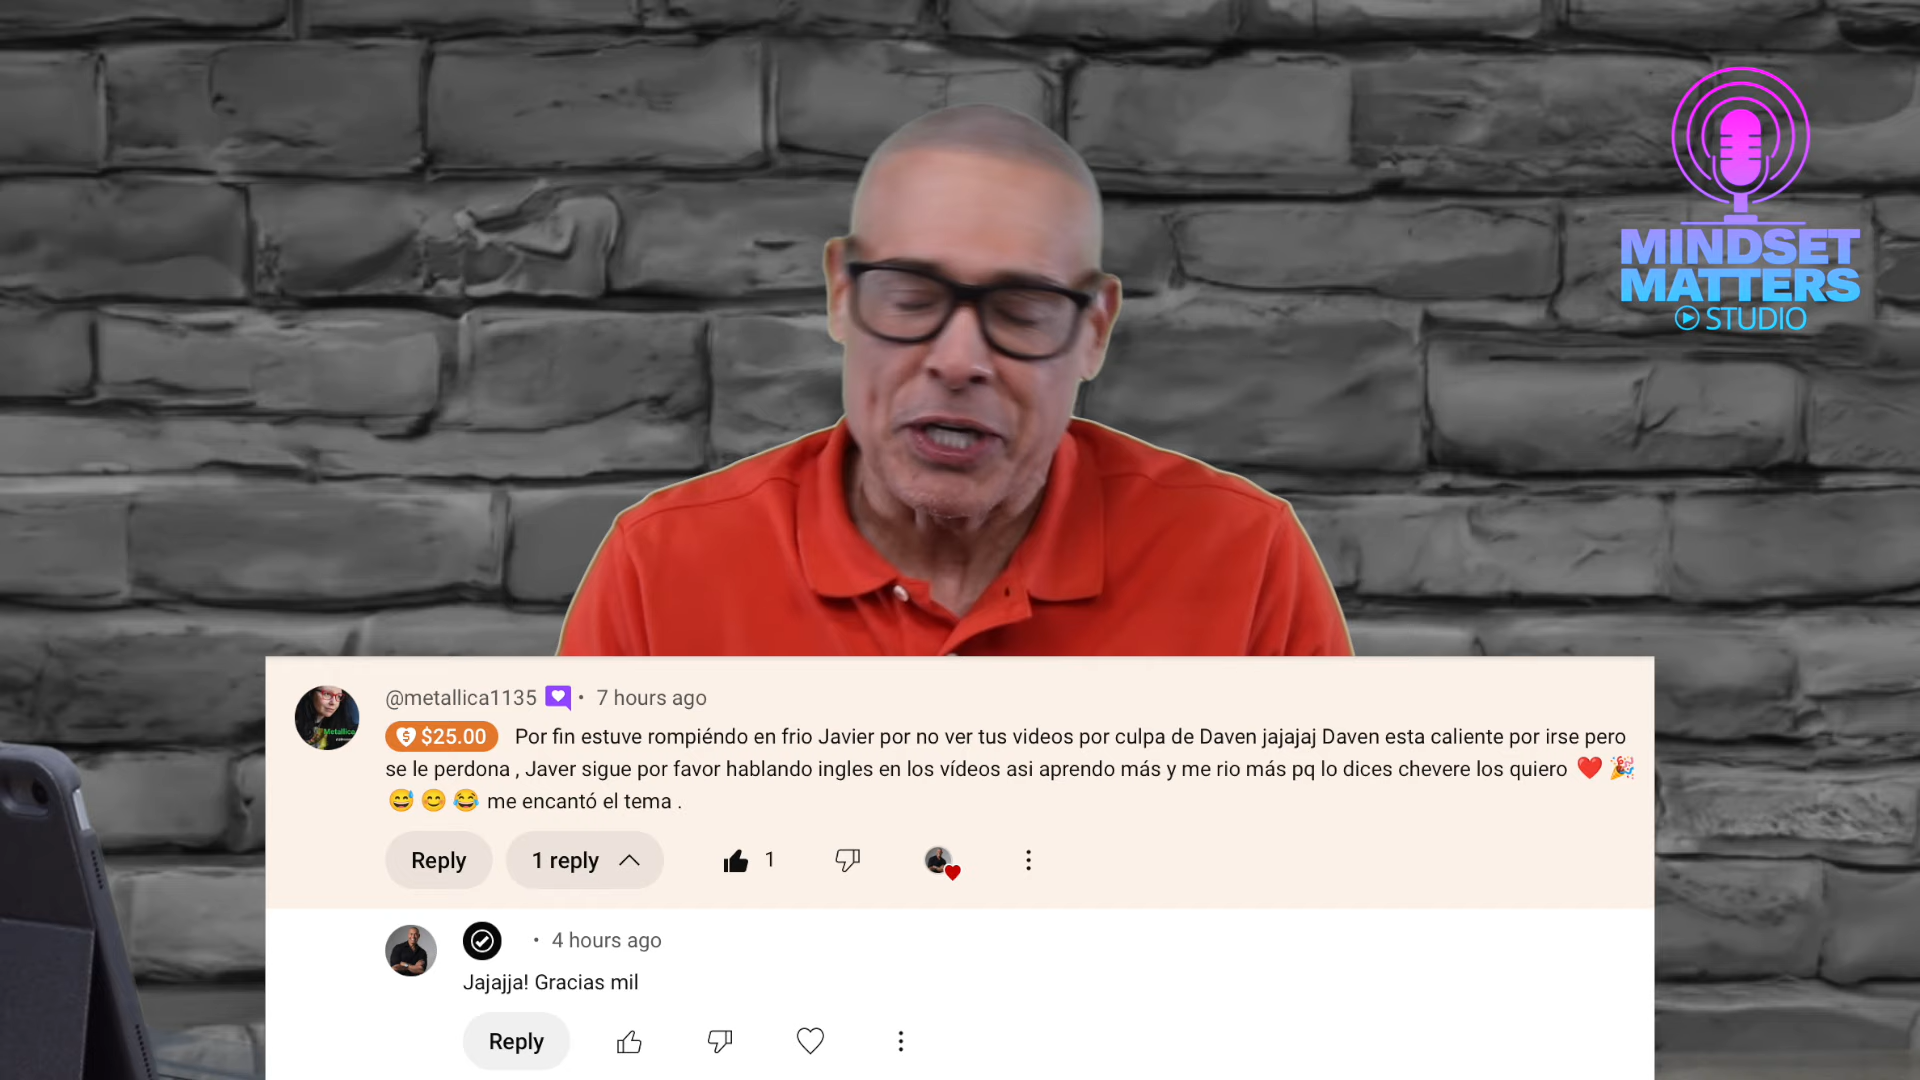 MINDSET
MATTERS
STUDIO
@metallica1135 • 7 hours ago
$25.00 Por fin estuve rompiéndo en frio Javier por no ver tus videos por culpa de Daven jajajaj Daven esta caliente por irse pero
se le perdona , Javer sigue por favor hablando ingles en los vídeos asi aprendo más y me rio más pq lo dices chevere los quiero ❤️ 🎉
😅 😊 😂 me encantó el tema .
Reply 1 reply 1
• 4 hours ago
Jajajja! Gracias mil
Reply